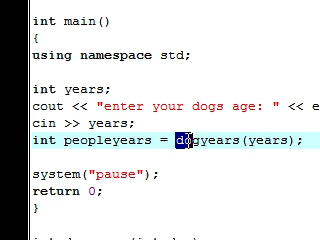 int main()
{
using namespace std;
int years;
cout << "enter your dogs age: " << e
cin >> years;
int peopleyears = dogyears(years);
system("pause");
return 0;
}